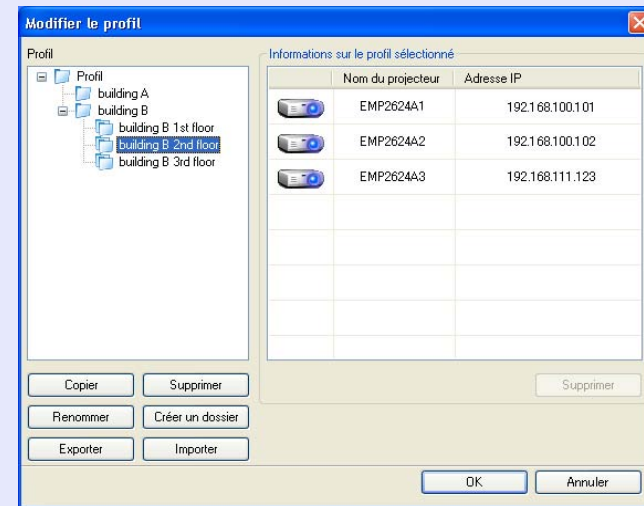 Modifier le profil
Profil
Profil
building A
building B
building B 1st floor
building B 2nd floor
building B 3rd floor
Copier Supprimer
Renommer Créer un dossier
Exporter Importer
Informations sur le profil sélectionné
Nom du projecteur Adresse IP
EMP2624A1 192.168.100.101
EMP2624A2 192.168.100.102
EMP2624A3 192.168.111.123
Supprimer
OK Annuler